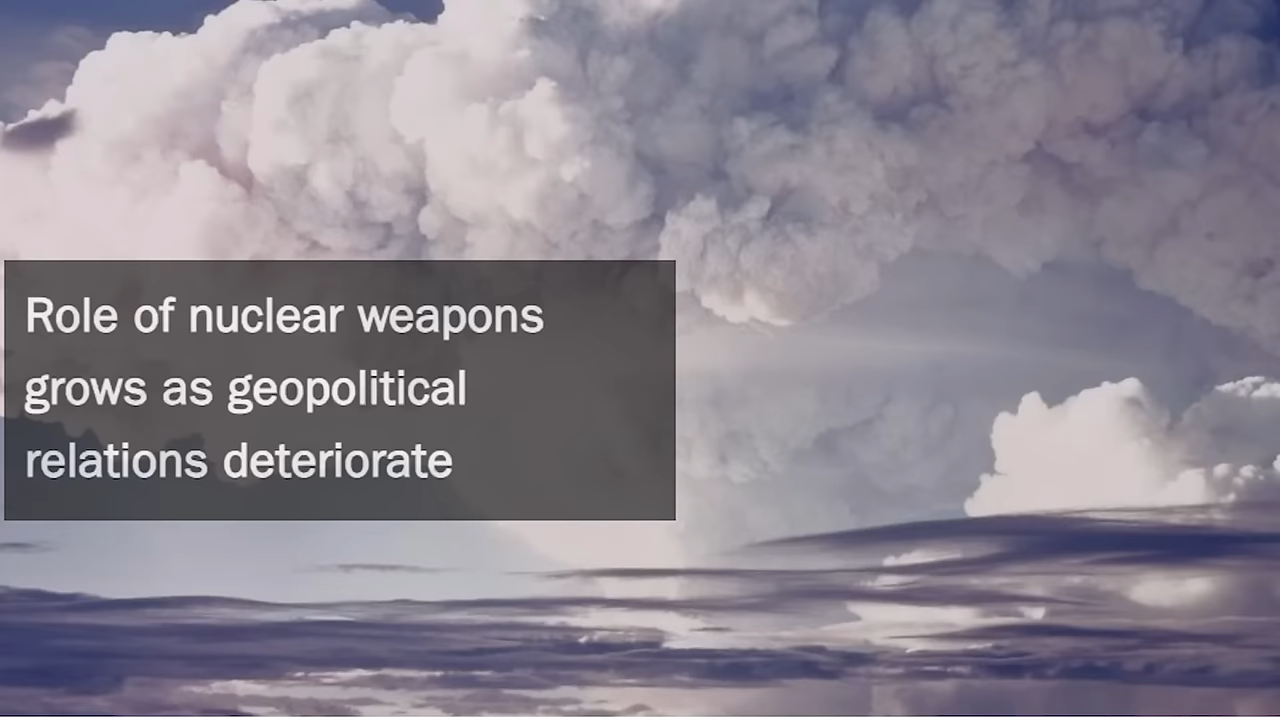 Role of nuclear weapons
grows as geopolitical
relations deteriorate